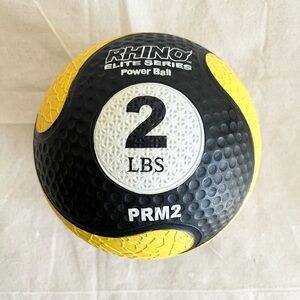 RHINO
ELITE SERIES
Power Ball
2
LBS
PRM2